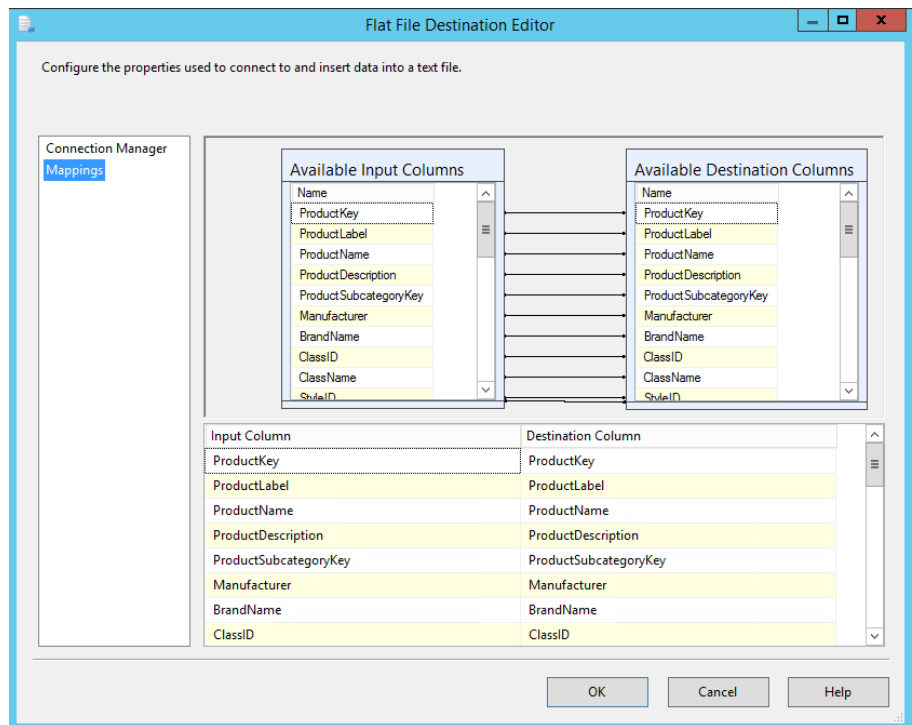 Flat File Destination Editor
Configure the properties used to connect to and insert data into a text file.
Connection Manager
Mappings
Available Input Columns
Name
ProductKey
ProductLabel
ProductName
ProductDescription
ProductSubcategoryKey
Manufacturer
BrandName
ClassID
ClassName
StyleID
Available Destination Columns
Name
ProductKey
ProductLabel
ProductName
ProductDescription
ProductSubcategoryKey
Manufacturer
BrandName
ClassID
ClassName
StyleID
Input Column Destination Column
ProductKey ProductKey
ProductLabel ProductLabel
ProductName ProductName
ProductDescription ProductDescription
ProductSubcategoryKey ProductSubcategoryKey
Manufacturer Manufacturer
BrandName BrandName
ClassID ClassID
OK Cancel Help